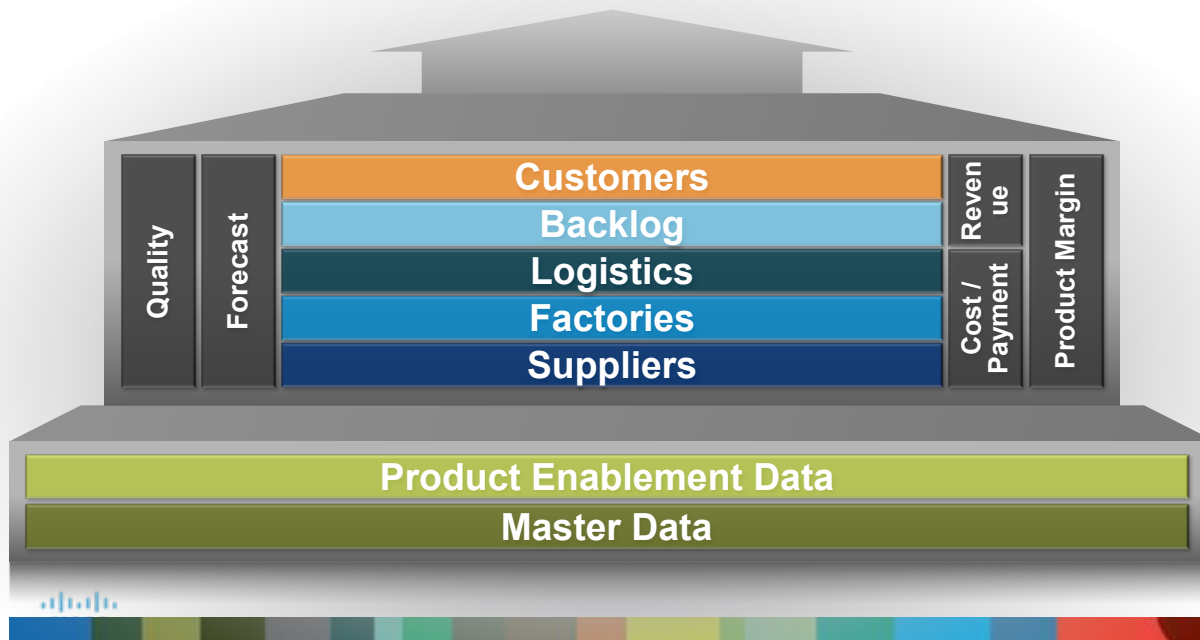 Quality
Forecast
Customers
Backlog
Logistics
Factories
Suppliers
Reven
ue
Cost /
Payment
Product Margin
Product Enablement Data
Master Data